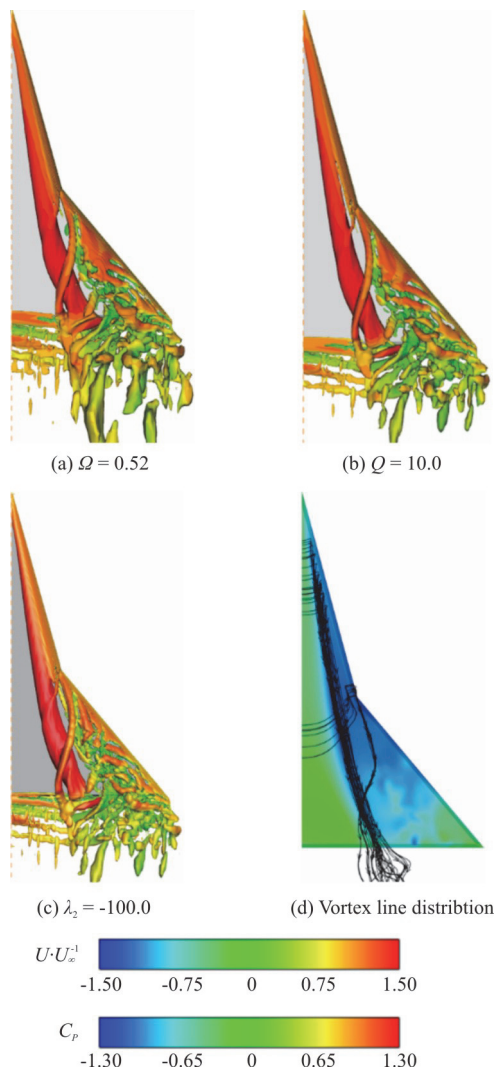 (a) Ω = 0.52
(b) Q = 10.0
(c) λ₂ = -100.0
(d) Vortex line distribtion
U·U∞⁻¹
-1.50 -0.75 0 0.75 1.50
C_P
-1.30 -0.65 0 0.65 1.30